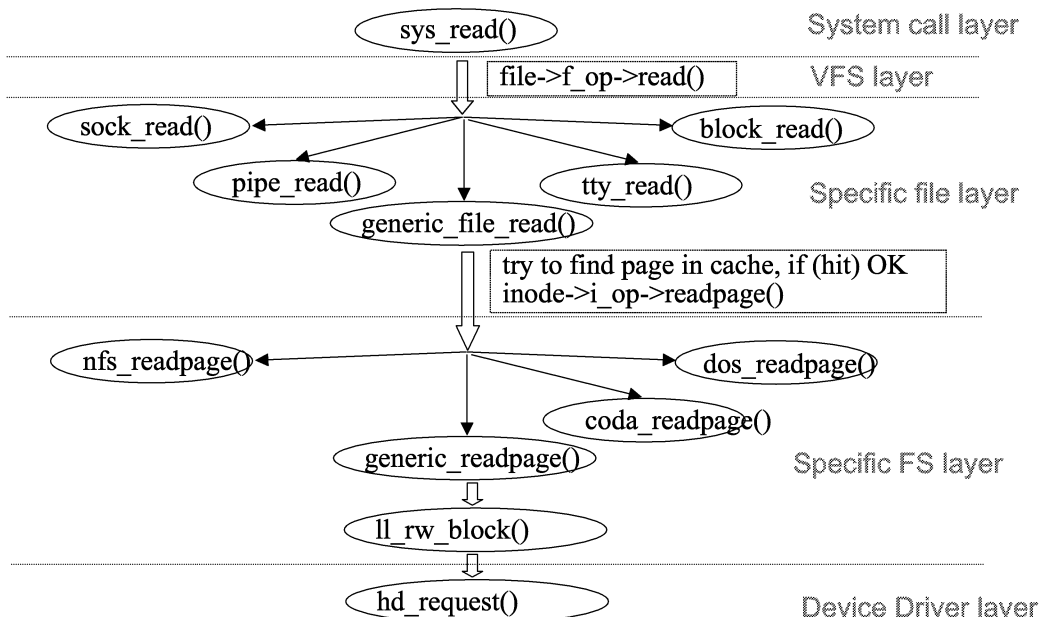 sys_read()
System call layer
file->f_op->read()
VFS layer
sock_read()
block_read()
pipe_read()
tty_read()
Specific file layer
generic_file_read()
try to find page in cache, if (hit) OK
inode->i_op->readpage()
nfs_readpage()
dos_readpage()
coda_readpage()
generic_readpage()
Specific FS layer
ll_rw_block()
hd_request()
Device Driver layer